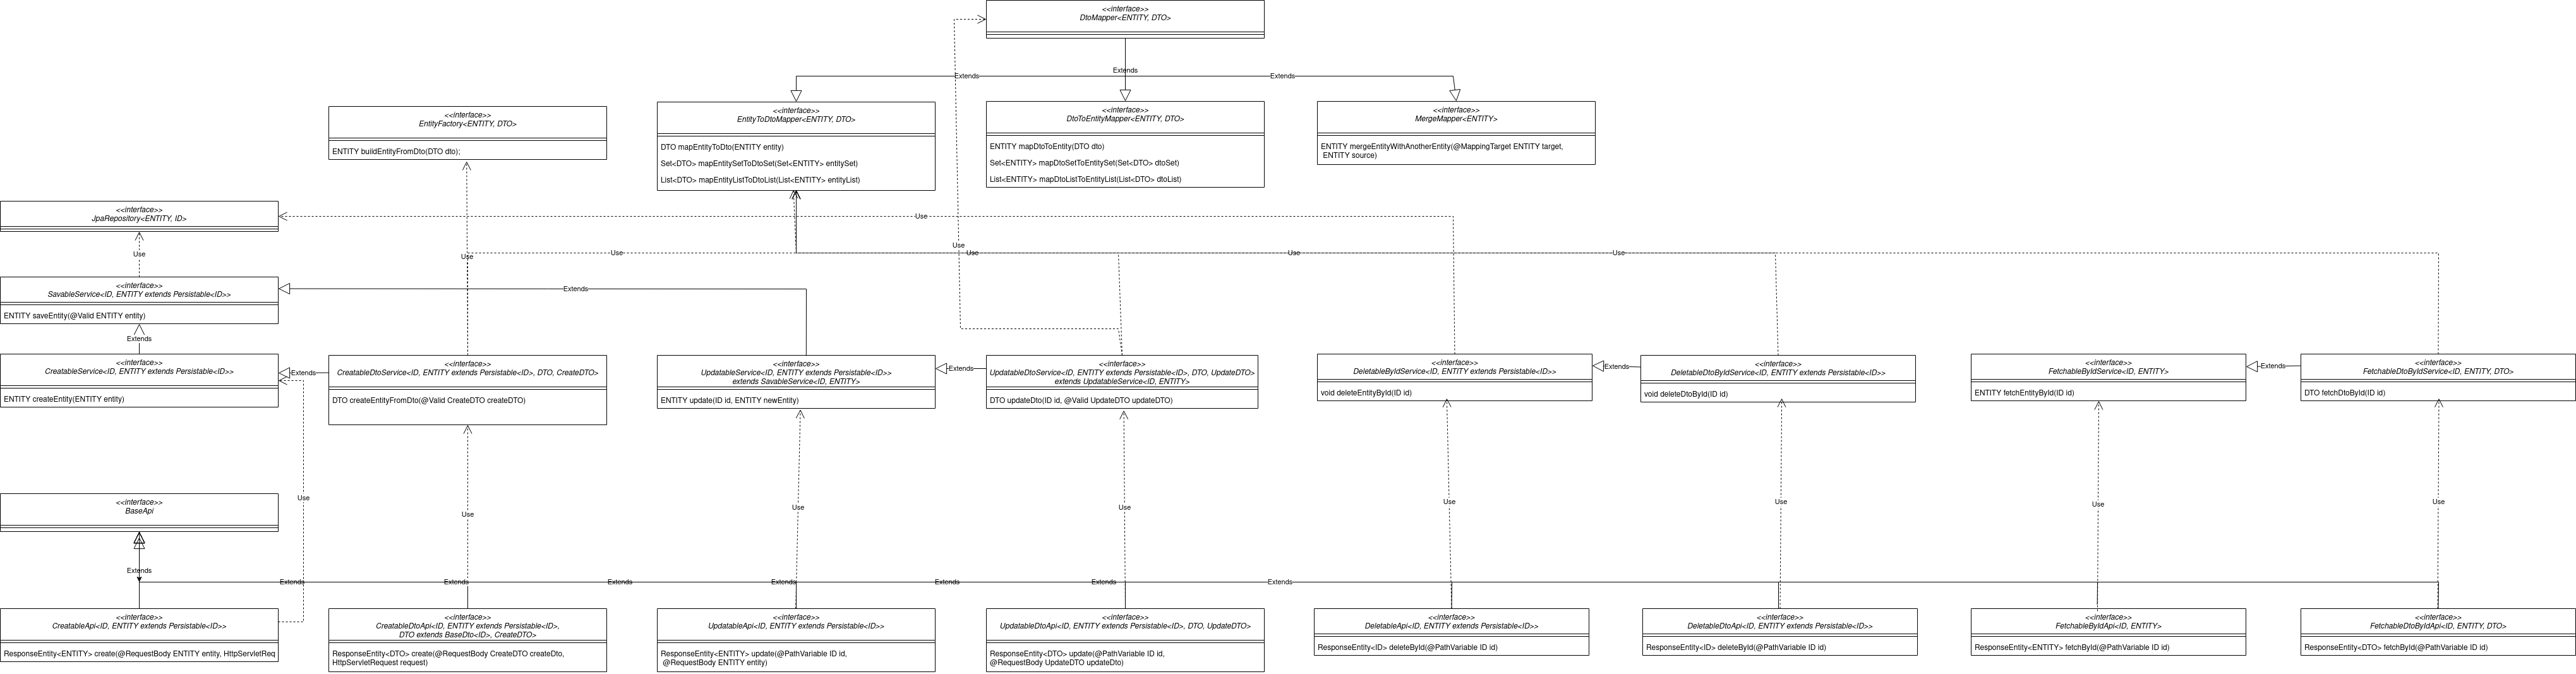 <<interface>>
DtoMapper<ENTITY, DTO>
Extends
Extends
Extends
<<interface>>
EntityFactory<ENTITY, DTO>
ENTITY buildEntityFromDto(DTO dto);
<<interface>>
EntityToDtoMapper<ENTITY, DTO>
DTO mapEntityToDto(ENTITY entity)
Set<DTO> mapEntitySetToDtoSet(Set<ENTITY> entitySet)
List<DTO> mapEntityListToDtoList(List<ENTITY> entityList)
<<interface>>
DtoToEntityMapper<ENTITY, DTO>
ENTITY mapDtoToEntity(DTO dto)
Set<ENTITY> mapDtoSetToEntitySet(Set<DTO> dtoSet)
List<ENTITY> mapDtoListToEntityList(List<DTO> dtoList)
<<interface>>
MergeMapper<ENTITY>
ENTITY mergeEntityWithAnotherEntity(@MappingTarget ENTITY target,
ENTITY source)
<<interface>>
JpaRepository<ENTITY, ID>
Use
Use
Use
Use
Use
Use
Use
Use
Use
<<interface>>
SavableService<ID, ENTITY extends Persistable<ID>>
ENTITY saveEntity(@Valid ENTITY entity)
Extends
Extends
<<interface>>
CreatableService<ID, ENTITY extends Persistable<ID>>
ENTITY createEntity(ENTITY entity)
Extends
<<interface>>
CreatableDtoService<ID, ENTITY extends Persistable<ID>, DTO, CreateDTO>
DTO createEntityFromDto(@Valid CreateDTO createDTO)
<<interface>>
UpdatableService<ID, ENTITY extends Persistable<ID>>
extends SavableService<ID, ENTITY>
ENTITY update(ID id, ENTITY newEntity)
Extends
<<interface>>
UpdatableDtoService<ID, ENTITY extends Persistable<ID>, DTO, UpdateDTO>
extends UpdatableService<ID, ENTITY>
DTO updateDto(ID id, @Valid UpdateDTO updateDTO)
<<interface>>
DeletableByIdService<ID, ENTITY extends Persistable<ID>>
void deleteEntityById(ID id)
Extends
<<interface>>
DeletableDtoByIdService<ID, ENTITY extends Persistable<ID>>
void deleteDtoById(ID id)
<<interface>>
FetchableByIdService<ID, ENTITY>
ENTITY fetchEntityById(ID id)
Extends
<<interface>>
FetchableDtoByIdService<ID, ENTITY, DTO>
DTO fetchDtoById(ID id)
<<interface>>
BaseApi
Use
Use
Use
Use
Use
Use
Use
Use
Extends
Extends
Extends
Extends
Extends
Extends
Extends
Extends
<<interface>>
CreatableApi<ID, ENTITY extends Persistable<ID>>
ResponseEntity<ENTITY> create(@RequestBody ENTITY entity, HttpServletReq
<<interface>>
CreatableDtoApi<ID, ENTITY extends Persistable<ID>,
DTO extends BaseDto<ID>, CreateDTO>
ResponseEntity<DTO> create(@RequestBody CreateDTO createDto,
HttpServletRequest request)
<<interface>>
UpdatableApi<ID, ENTITY extends Persistable<ID>>
ResponseEntity<ENTITY> update(@PathVariable ID id,
@RequestBody ENTITY entity)
<<interface>>
UpdatableDtoApi<ID, ENTITY extends Persistable<ID>, DTO, UpdateDTO>
ResponseEntity<DTO> update(@PathVariable ID id,
@RequestBody UpdateDTO updateDto)
<<interface>>
DeletableApi<ID, ENTITY extends Persistable<ID>>
ResponseEntity<ID> deleteById(@PathVariable ID id)
<<interface>>
DeletableDtoApi<ID, ENTITY extends Persistable<ID>>
ResponseEntity<ID> deleteById(@PathVariable ID id)
<<interface>>
FetchableByIdApi<ID, ENTITY>
ResponseEntity<ENTITY> fetchById(@PathVariable ID id)
<<interface>>
FetchableDtoByIdApi<ID, ENTITY, DTO>
ResponseEntity<DTO> fetchById(@PathVariable ID id)